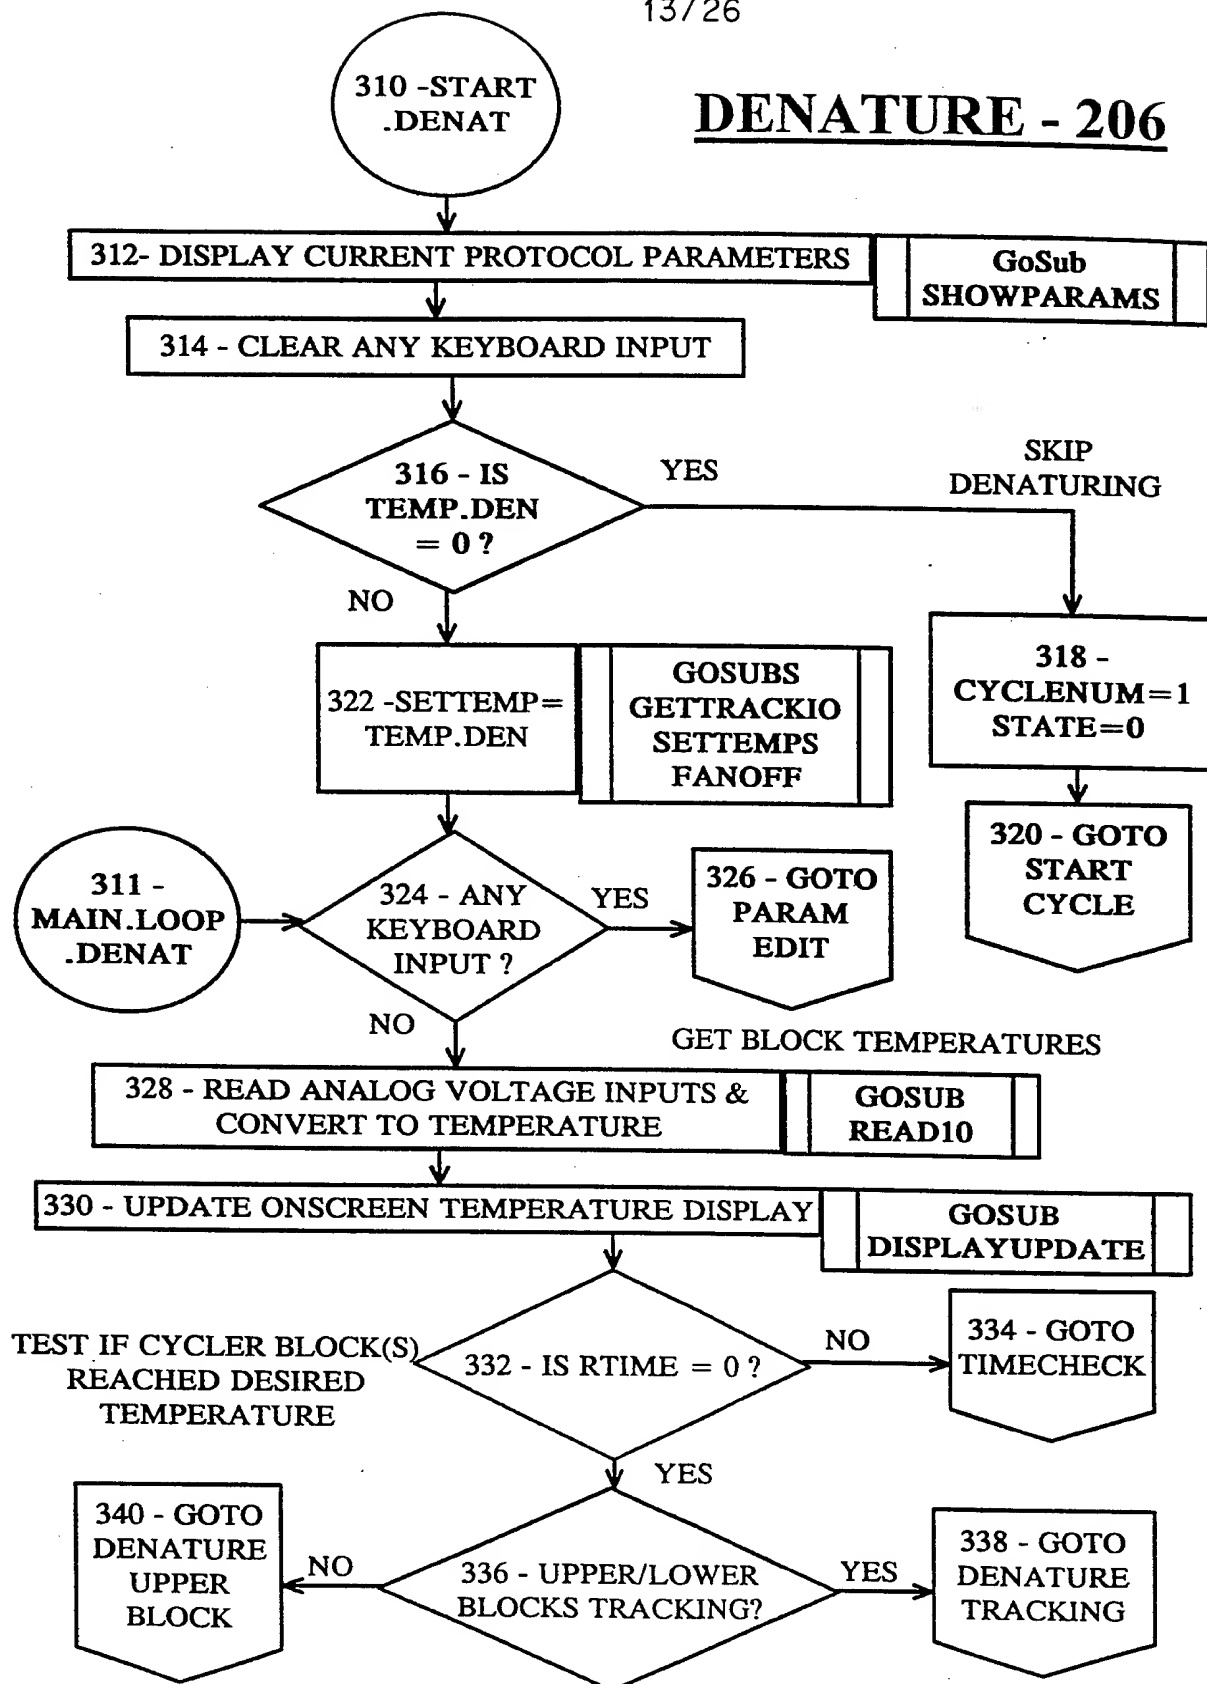 13/26
310 -START
.DENAT
DENATURE - 206
312- DISPLAY CURRENT PROTOCOL PARAMETERS
GoSub
SHOWPARAMS
314 - CLEAR ANY KEYBOARD INPUT
316 - IS
TEMP.DEN
= 0 ?
YES
SKIP
DENATURING
NO
318 -
CYCLENUM=1
STATE=0
322 -SETTEMP=
TEMP.DEN
GOSUBS
GETTRACKIO
SETTEMPS
FANOFF
320 - GOTO
START
CYCLE
311 -
MAIN.LOOP
.DENAT
324 - ANY
KEYBOARD
INPUT ?
YES
326 - GOTO
PARAM
EDIT
NO
GET BLOCK TEMPERATURES
328 - READ ANALOG VOLTAGE INPUTS &
CONVERT TO TEMPERATURE
GOSUB
READ10
330 - UPDATE ONSCREEN TEMPERATURE DISPLAY
GOSUB
DISPLAYUPDATE
TEST IF CYCLER BLOCK(S)
REACHED DESIRED
TEMPERATURE
332 - IS RTIME = 0 ?
NO
334 - GOTO
TIMECHECK
YES
340 - GOTO
DENATURE
UPPER
BLOCK
NO
336 - UPPER/LOWER
BLOCKS TRACKING?
YES
338 - GOTO
DENATURE
TRACKING